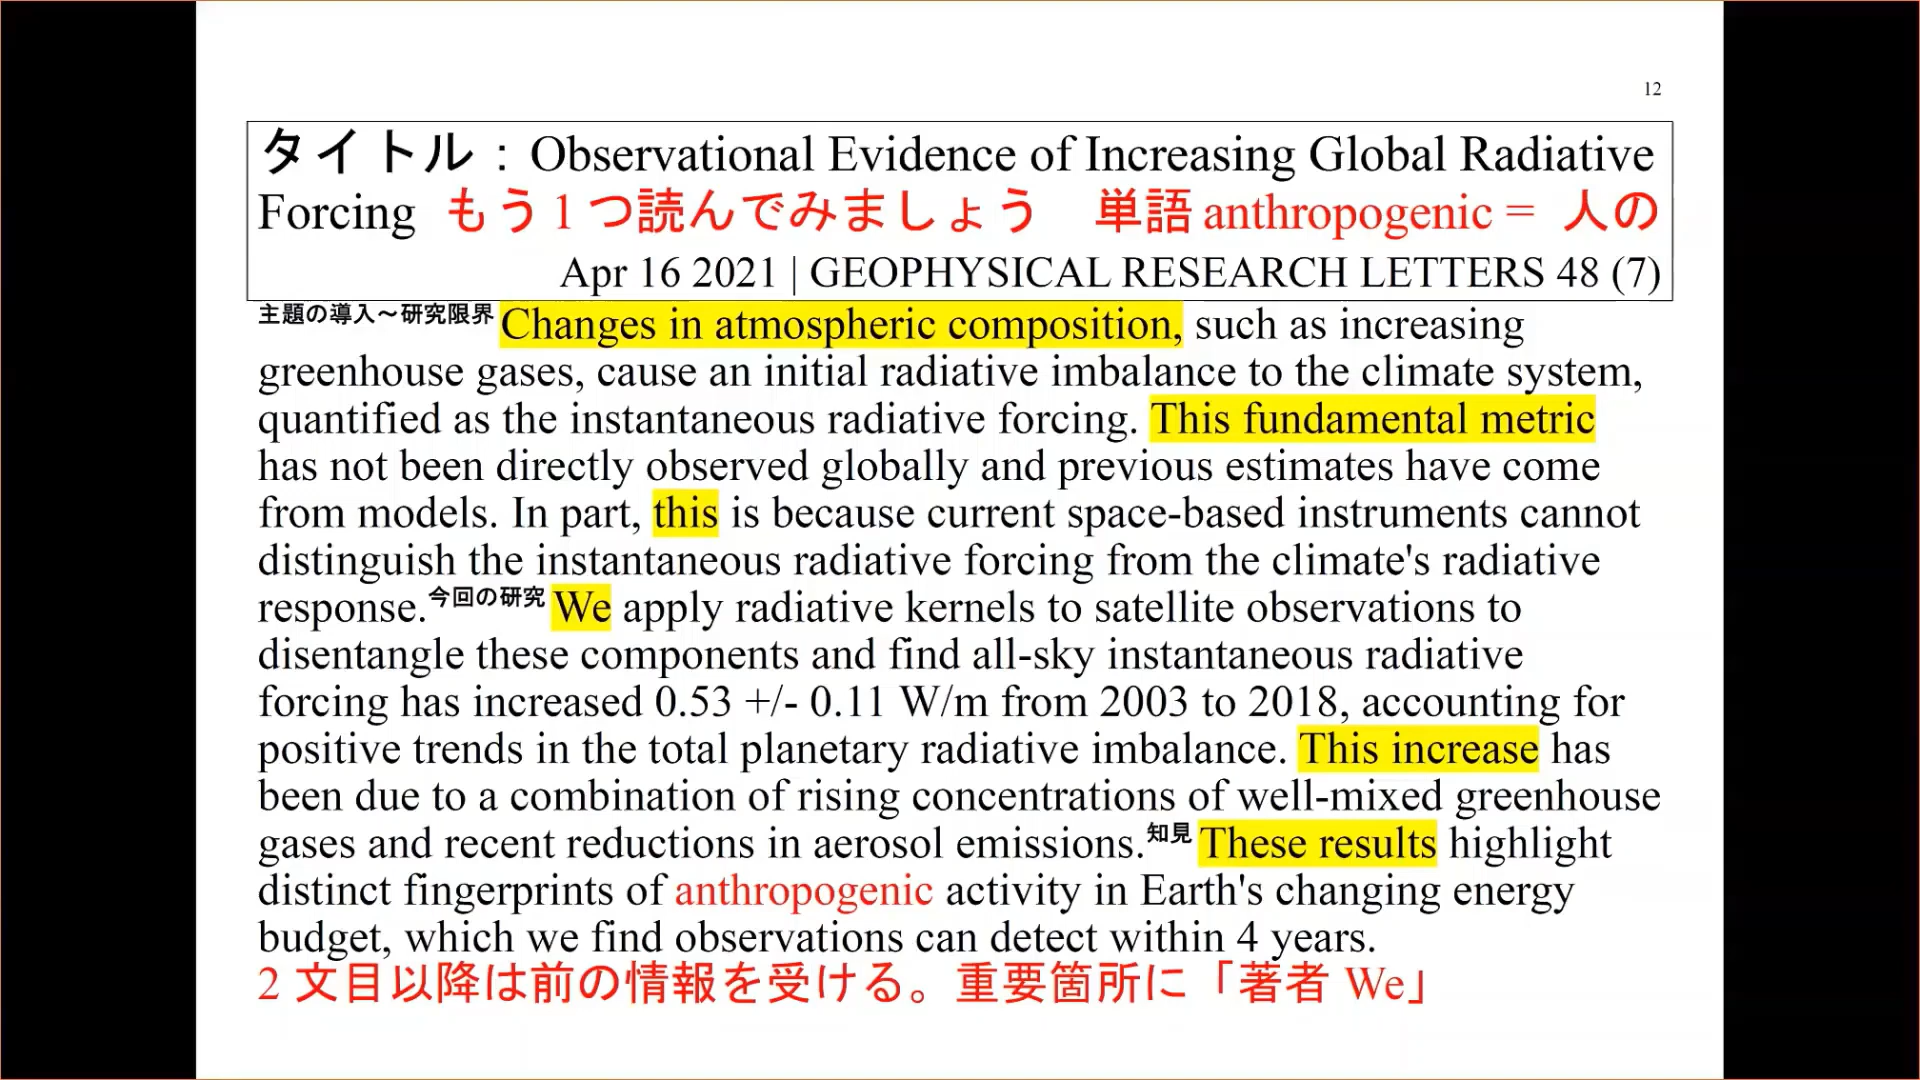 12
タイトル：Observational Evidence of Increasing Global Radiative
Forcing もう1つ読んでみましょう 単語 anthropogenic = 人の
Apr 16 2021 | GEOPHYSICAL RESEARCH LETTERS 48 (7)
主題の導入～研究限界 Changes in atmospheric composition, such as increasing
greenhouse gases, cause an initial radiative imbalance to the climate system,
quantified as the instantaneous radiative forcing. This fundamental metric
has not been directly observed globally and previous estimates have come
from models. In part, this is because current space-based instruments cannot
distinguish the instantaneous radiative forcing from the climate's radiative
response. 今回の研究 We apply radiative kernels to satellite observations to
disentangle these components and find all-sky instantaneous radiative
forcing has increased 0.53 +/- 0.11 W/m from 2003 to 2018, accounting for
positive trends in the total planetary radiative imbalance. This increase has
been due to a combination of rising concentrations of well-mixed greenhouse
gases and recent reductions in aerosol emissions. 知見 These results highlight
distinct fingerprints of anthropogenic activity in Earth's changing energy
budget, which we find observations can detect within 4 years.
2 文目以降は前の情報を受ける。重要箇所に「著者 We」